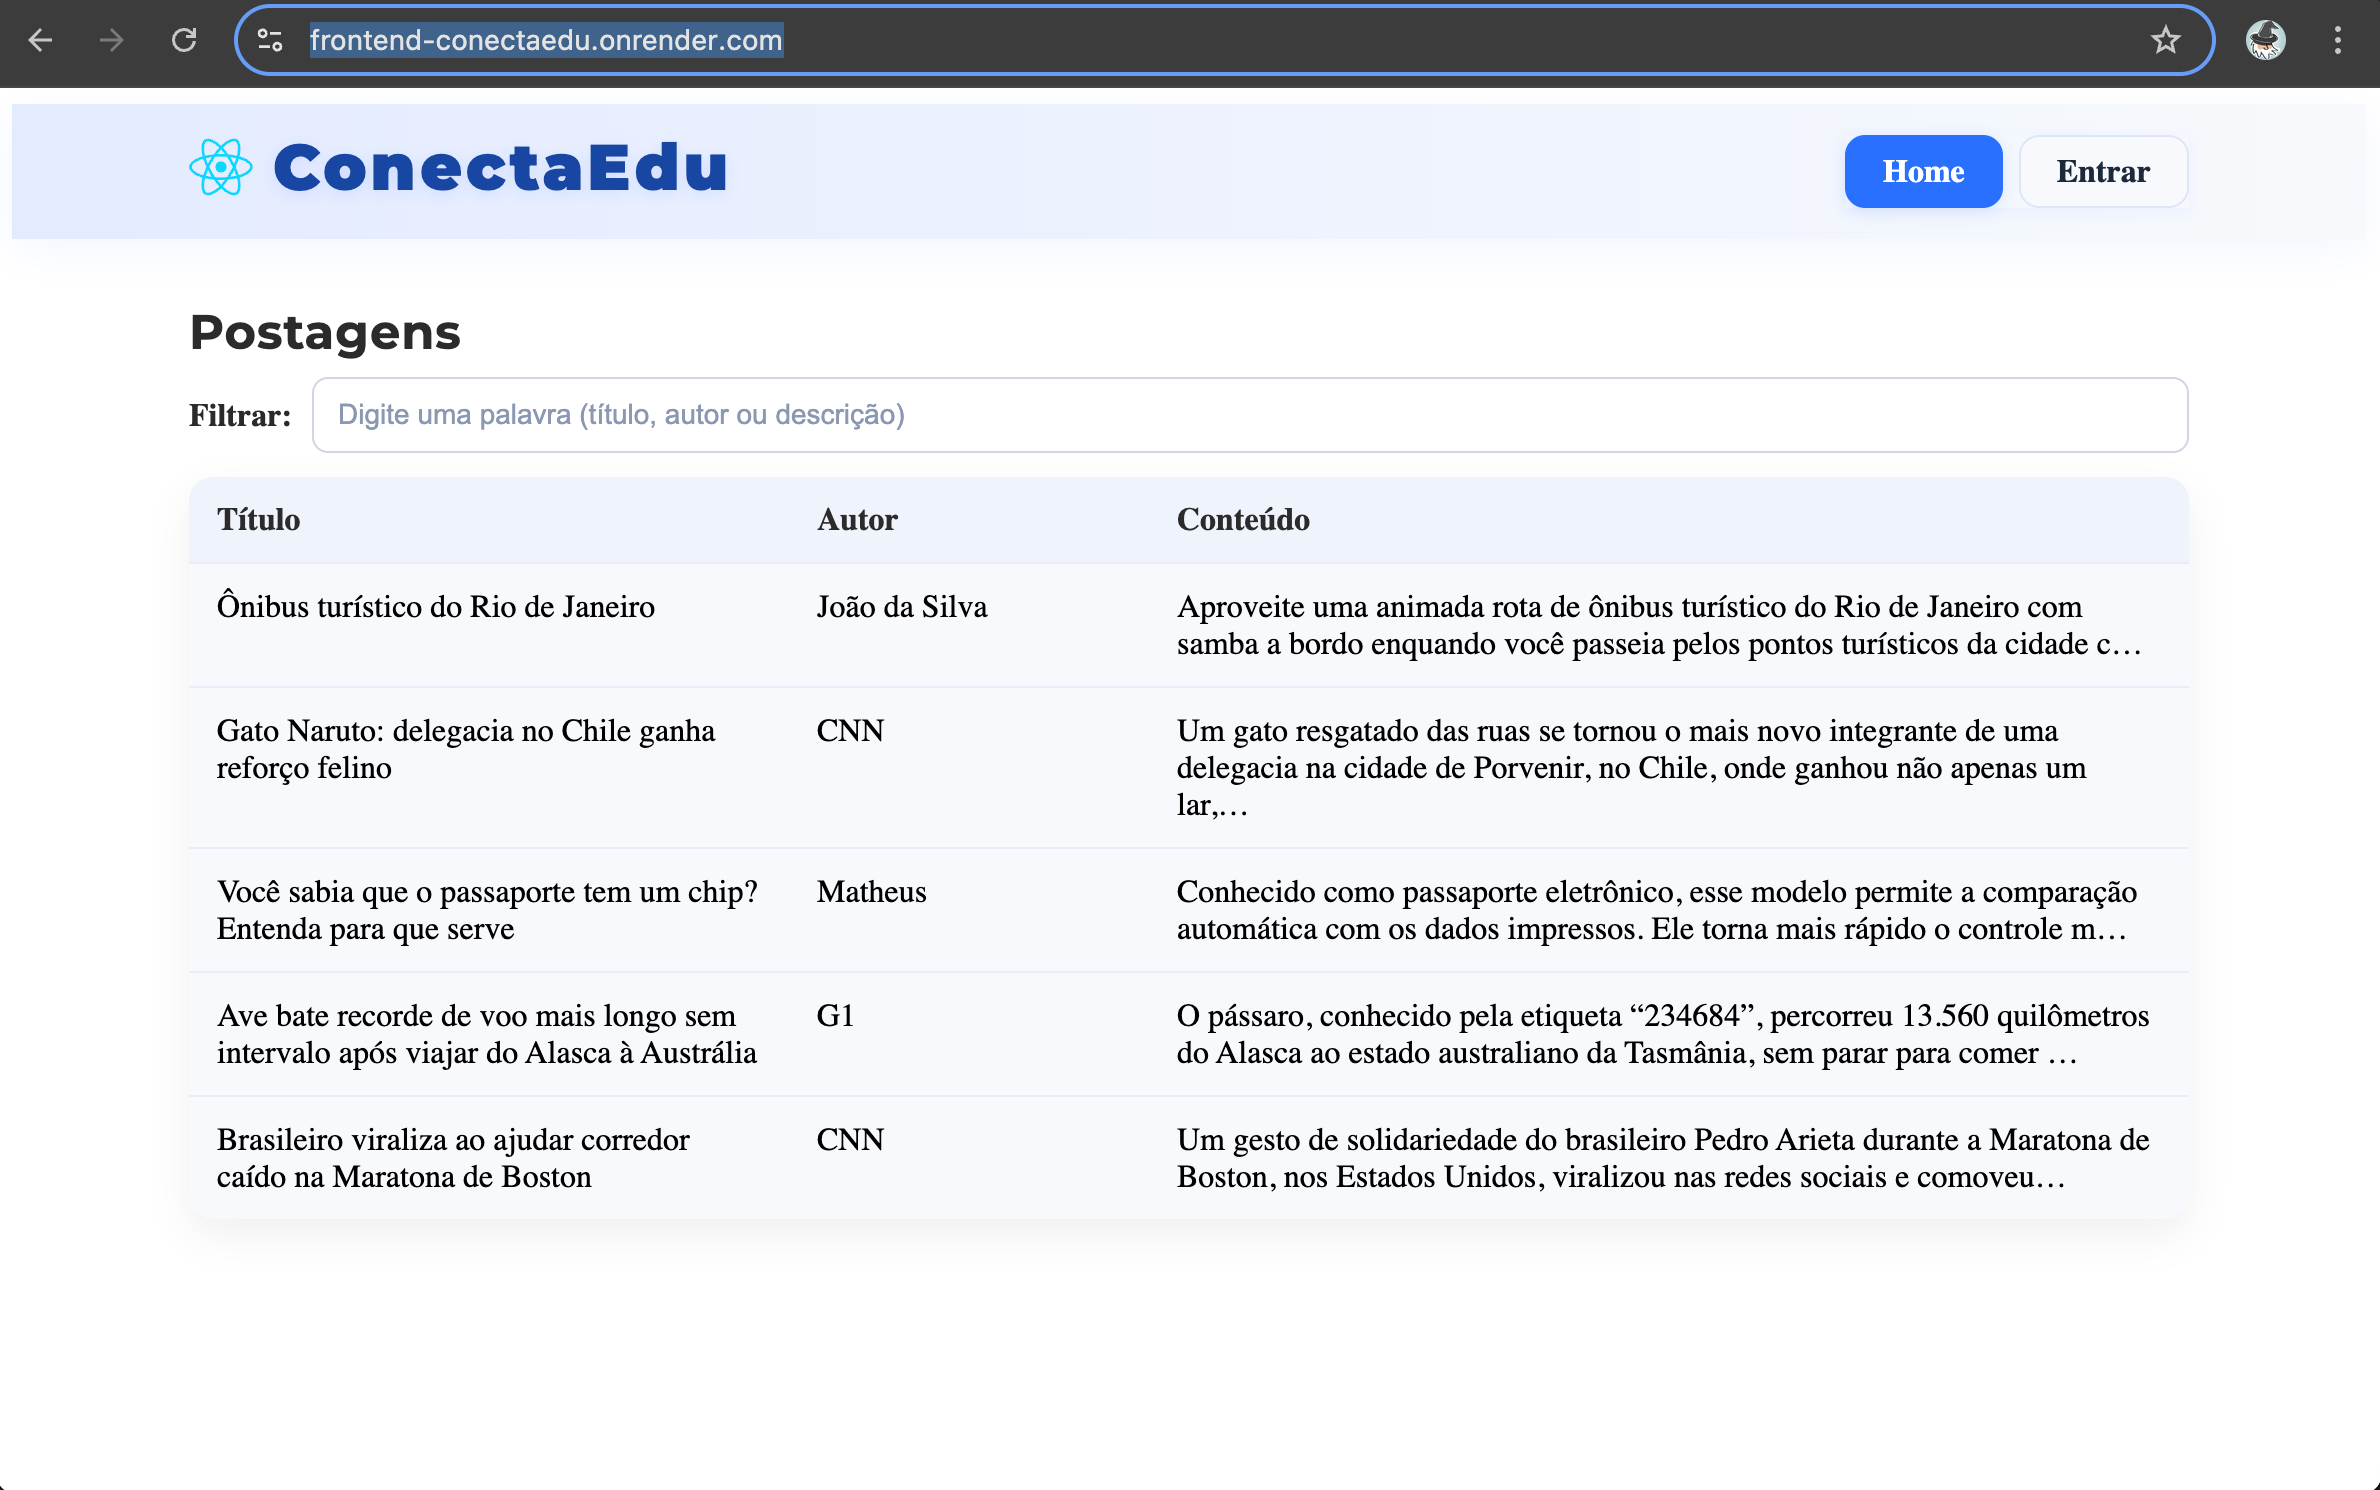 frontend-conectaedu.onrender.com
ConectaEdu
Home
Entrar
Postagens
Filtrar:
Digite uma palavra (título, autor ou descrição)
Título
Autor
Conteúdo
Ônibus turístico do Rio de Janeiro
João da Silva
Aproveite uma animada rota de ônibus turístico do Rio de Janeiro com
samba a bordo enquando você passeia pelos pontos turísticos da cidade c…
Gato Naruto: delegacia no Chile ganha
reforço felino
CNN
Um gato resgatado das ruas se tornou o mais novo integrante de uma
delegacia na cidade de Porvenir, no Chile, onde ganhou não apenas um
lar,…
Você sabia que o passaporte tem um chip?
Entenda para que serve
Matheus
Conhecido como passaporte eletrônico, esse modelo permite a comparação
automática com os dados impressos. Ele torna mais rápido o controle m…
Ave bate recorde de voo mais longo sem
intervalo após viajar do Alasca à Austrália
G1
O pássaro, conhecido pela etiqueta “234684”, percorreu 13.560 quilômetros
do Alasca ao estado australiano da Tasmânia, sem parar para comer …
Brasileiro viraliza ao ajudar corredor
caído na Maratona de Boston
CNN
Um gesto de solidariedade do brasileiro Pedro Arieta durante a Maratona de
Boston, nos Estados Unidos, viralizou nas redes sociais e comoveu…